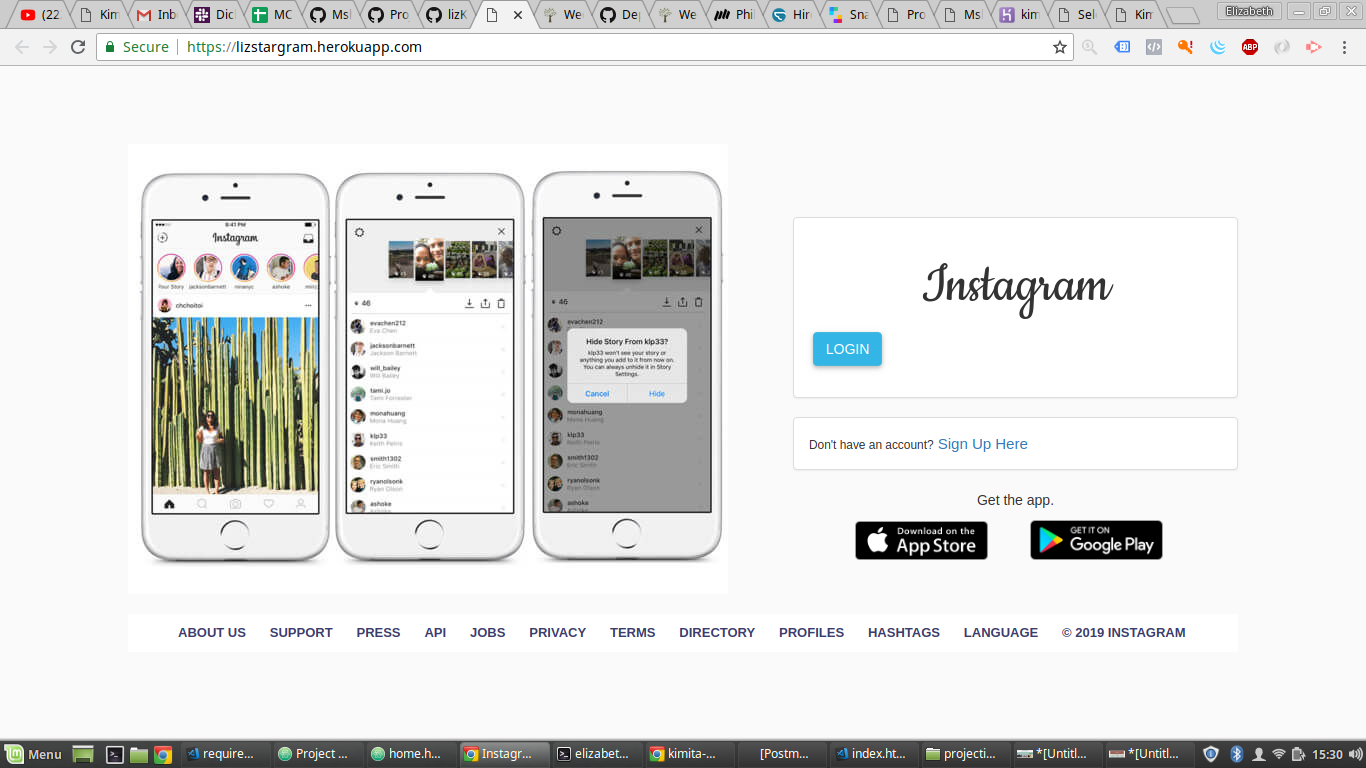 (22
Kim
Inb
Dic
MC
Msl
Pro
lizK
We
Dep
We
Phi
Hir
Sna
Pro
Msl
kim
Sel
Kim
Elizabeth
Secure
https://lizstargram.herokuapp.com
ABP
9:41 PM
Instagram
Your Story
jacksonbarnett
ninanyc
ashoke
chchoitoi
46
evachen212
Eva Chen
jacksonbarnett
Jackson Barnett
will_bailey
Will Bailey
tami.jo
Tami Forrester
monahuang
Mona Huang
klp33
Keith Petris
smith1302
Eric Smith
ryanolsonk
Ryan Olson
ashoke
46
evachen212
Hide Story From klp33?
klp33 won't see your story or
anything you add to it from now on.
You can always unhide it in Story
Settings.
Cancel
Hide
monahuang
Mona Huang
klp33
Keith Petris
smith1302
Eric Smith
ryanolsonk
Ryan Olson
ashoke
Instagram
LOGIN
Don't have an account? Sign Up Here
Get the app.
Download on the
App Store
GET IT ON
Google Play
ABOUT US SUPPORT PRESS API JOBS PRIVACY TERMS DIRECTORY PROFILES HASHTAGS LANGUAGE © 2019 INSTAGRAM
Menu
require...
Project ...
home.h...
Instagr...
elizabet...
kimita-...
[Postm...
index.ht...
projecti...
*[Untitl...
*[Untitl...
15:30